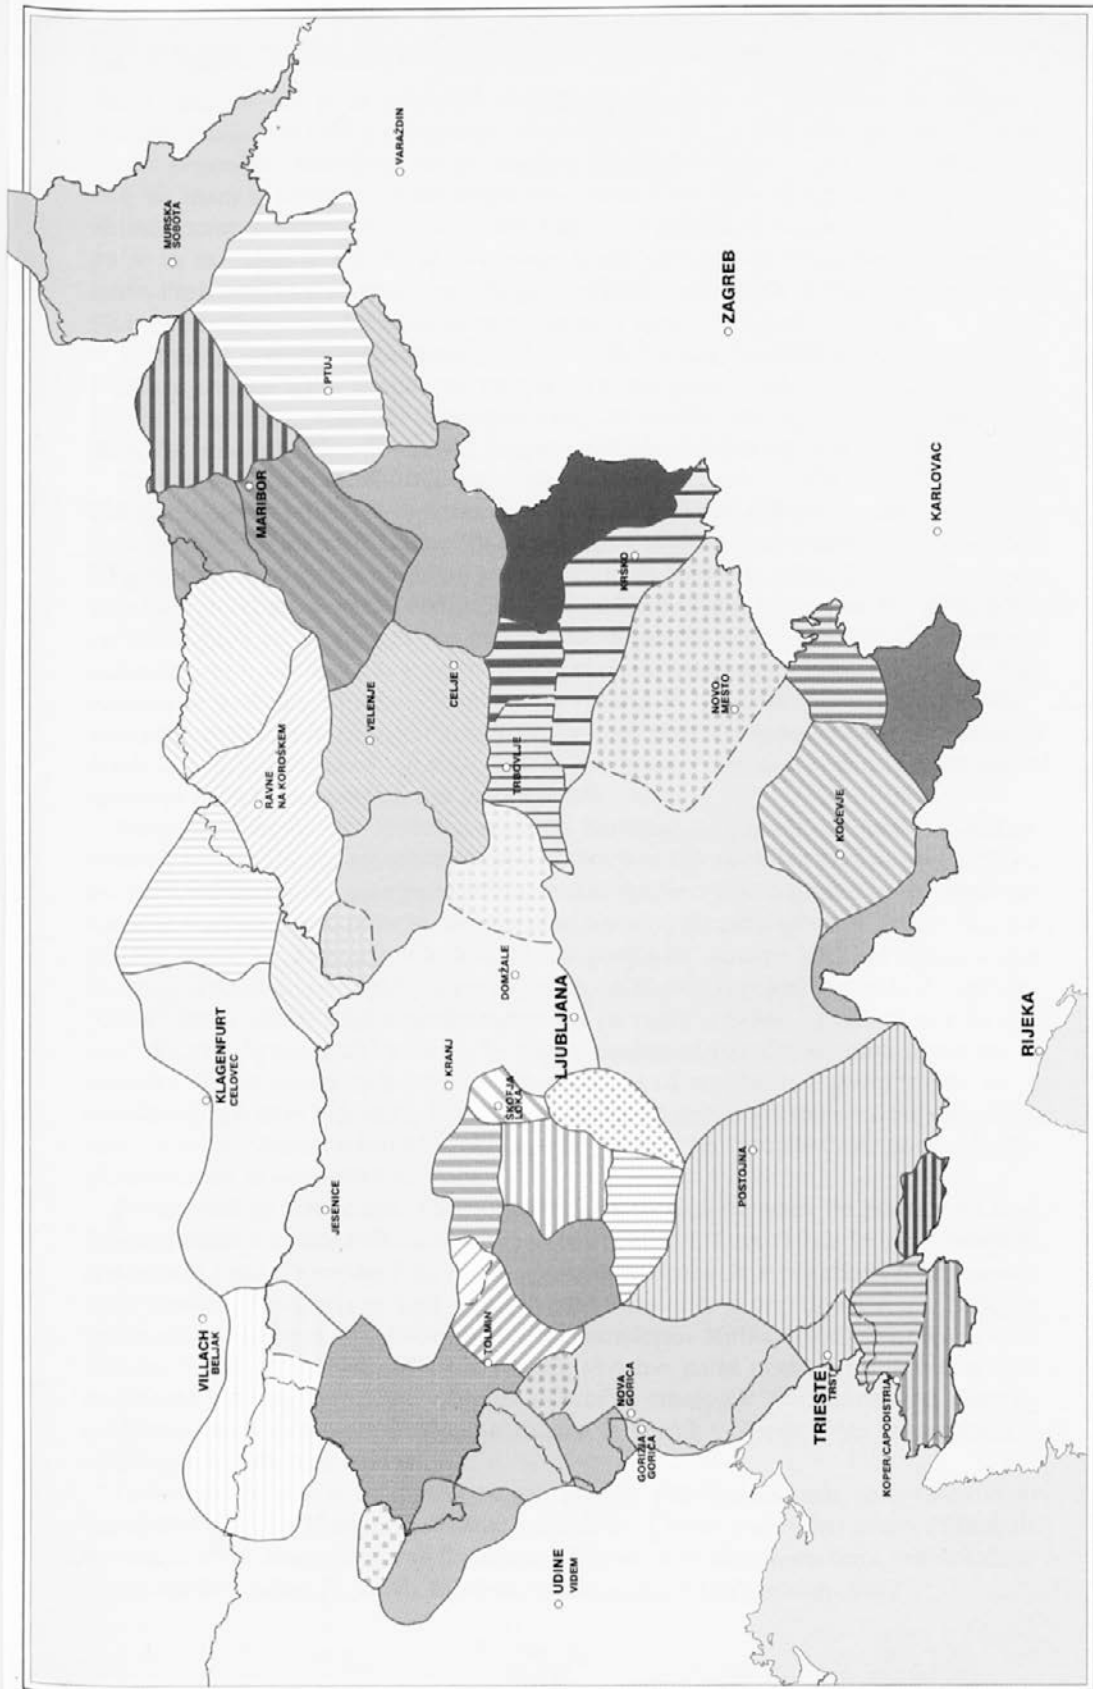 MURSKA
SOBOTA
VARAŽDIN
PTUJ
MARIBOR
ZAGREB
KARLOVAC
RAVNE
NA KOROŠKEM
VELENJE
CELJE
KRŠKO
NOVO
MESTO
TRBOVLJE
KOČEVJE
KLAGENFURT
CELOVEC
DOMŽALE
LJUBLJANA
KRANJ
ŠKOFJA
LOKA
RIJEKA
JESENICE
POSTOJNA
VILLACH
BELJAK
TOLMIN
NOVA
GORICA
GORIZIA
GORICA
TRIESTE
TRST
KOPER/CAPODISTRIA
UDINE
VIDEM